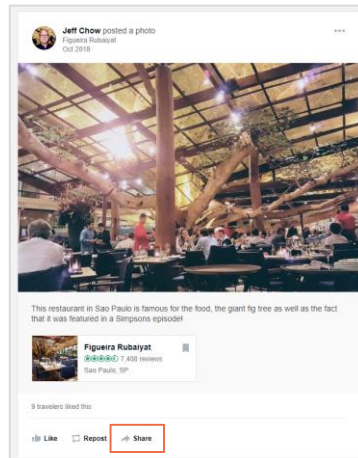 Jeff Chow posted a photo
Figueira Rubaiyat
Oct 2018
This restaurant in Sao Paulo is famous for the food, the giant fig tree as well as the fact
that it was featured in a Simpsons episode!
Figueira Rubaiyat
7,468 reviews
Sao Paulo, SP
9 travelers liked this
Like Repost Share